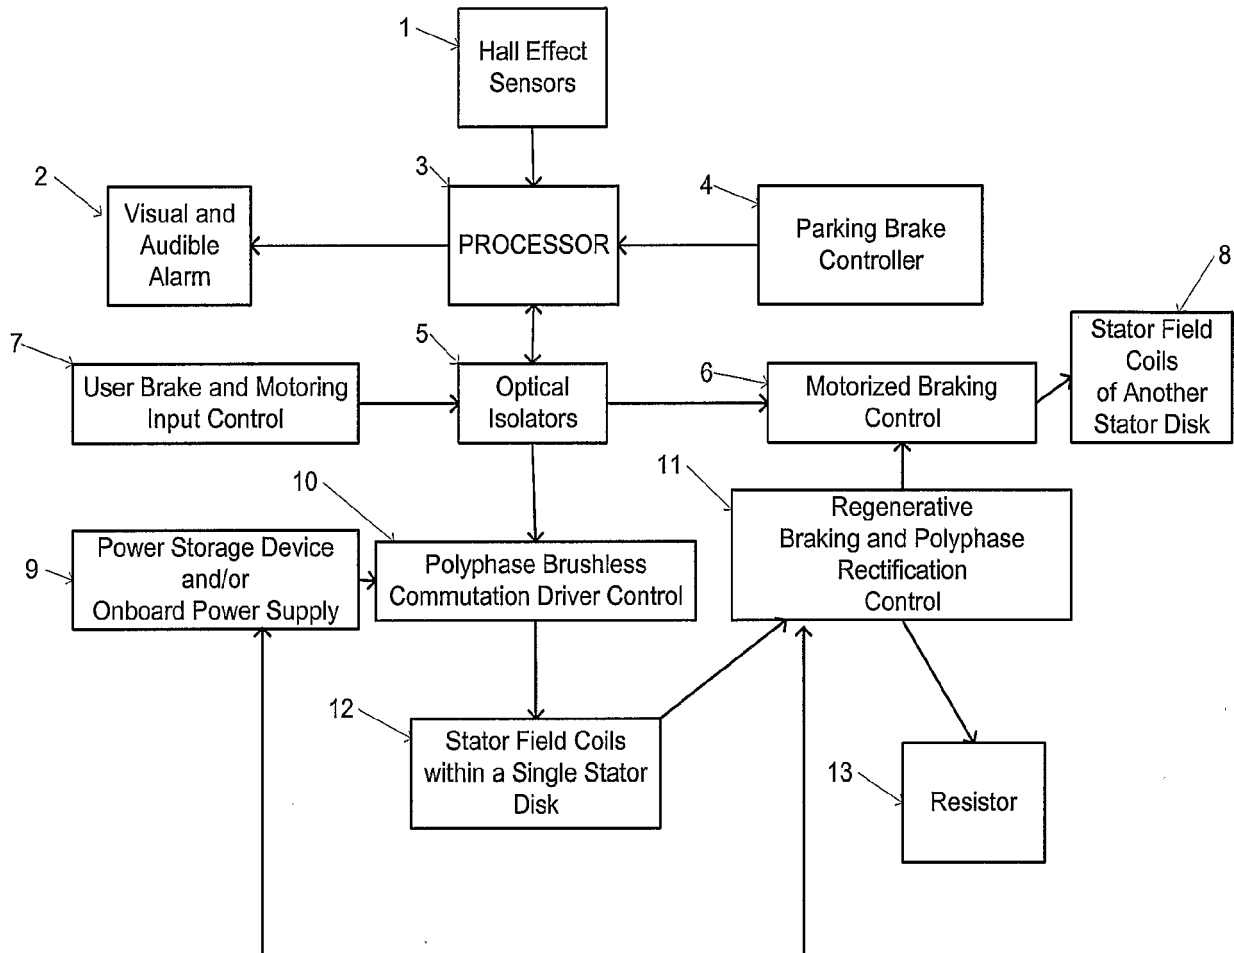 1
Hall Effect
Sensors
2
Visual and
Audible
Alarm
3
PROCESSOR
4
Parking Brake
Controller
8
Stator Field
Coils
of Another
Stator Disk
7
User Brake and Motoring
Input Control
5
Optical
Isolators
6
Motorized Braking
Control
9
Power Storage Device
and/or
Onboard Power Supply
10
Polyphase Brushless
Commutation Driver Control
11
Regenerative
Braking and Polyphase
Rectification
Control
12
Stator Field Coils
within a Single Stator
Disk
13
Resistor